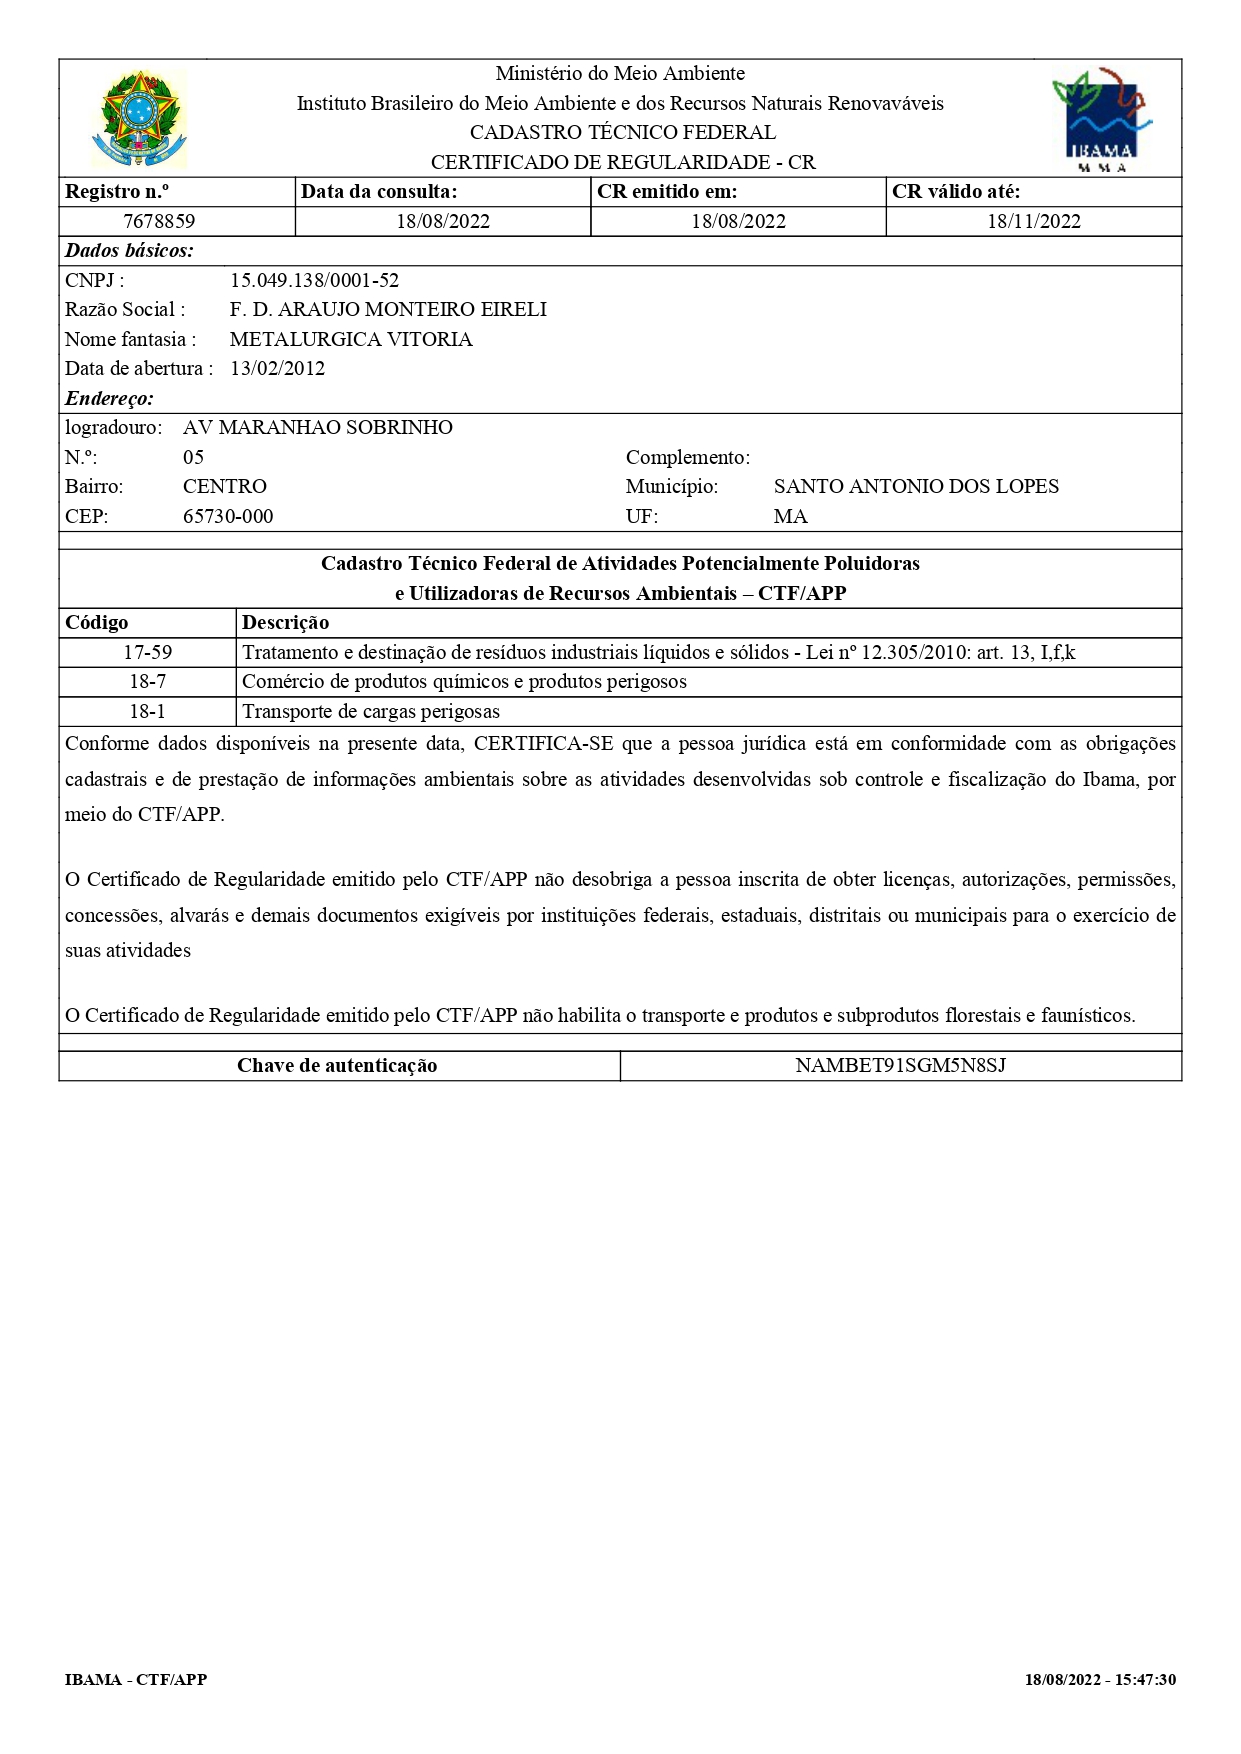 Ministério do Meio Ambiente
Instituto Brasileiro do Meio Ambiente e dos Recursos Naturais Renovaváveis
CADASTRO TÉCNICO FEDERAL
CERTIFICADO DE REGULARIDADE - CR
IBAMA
M M A
Registro n.º Data da consulta: CR emitido em: CR válido até:
7678859 18/08/2022 18/08/2022 18/11/2022
Dados básicos:
CNPJ : 15.049.138/0001-52
Razão Social : F. D. ARAUJO MONTEIRO EIRELI
Nome fantasia : METALURGICA VITORIA
Data de abertura : 13/02/2012
Endereço:
logradouro: AV MARANHAO SOBRINHO
N.º: 05 Complemento:
Bairro: CENTRO Município: SANTO ANTONIO DOS LOPES
CEP: 65730-000 UF: MA
Cadastro Técnico Federal de Atividades Potencialmente Poluidoras
e Utilizadoras de Recursos Ambientais – CTF/APP
Código Descrição
17-59 Tratamento e destinação de resíduos industriais líquidos e sólidos - Lei nº 12.305/2010: art. 13, I,f,k
18-7 Comércio de produtos químicos e produtos perigosos
18-1 Transporte de cargas perigosas
Conforme dados disponíveis na presente data, CERTIFICA-SE que a pessoa jurídica está em conformidade com as obrigações
cadastrais e de prestação de informações ambientais sobre as atividades desenvolvidas sob controle e fiscalização do Ibama, por
meio do CTF/APP.
O Certificado de Regularidade emitido pelo CTF/APP não desobriga a pessoa inscrita de obter licenças, autorizações, permissões,
concessões, alvarás e demais documentos exigíveis por instituições federais, estaduais, distritais ou municipais para o exercício de
suas atividades
O Certificado de Regularidade emitido pelo CTF/APP não habilita o transporte e produtos e subprodutos florestais e faunísticos.
Chave de autenticação NAMBET91SGM5N8SJ
IBAMA - CTF/APP 18/08/2022 - 15:47:30